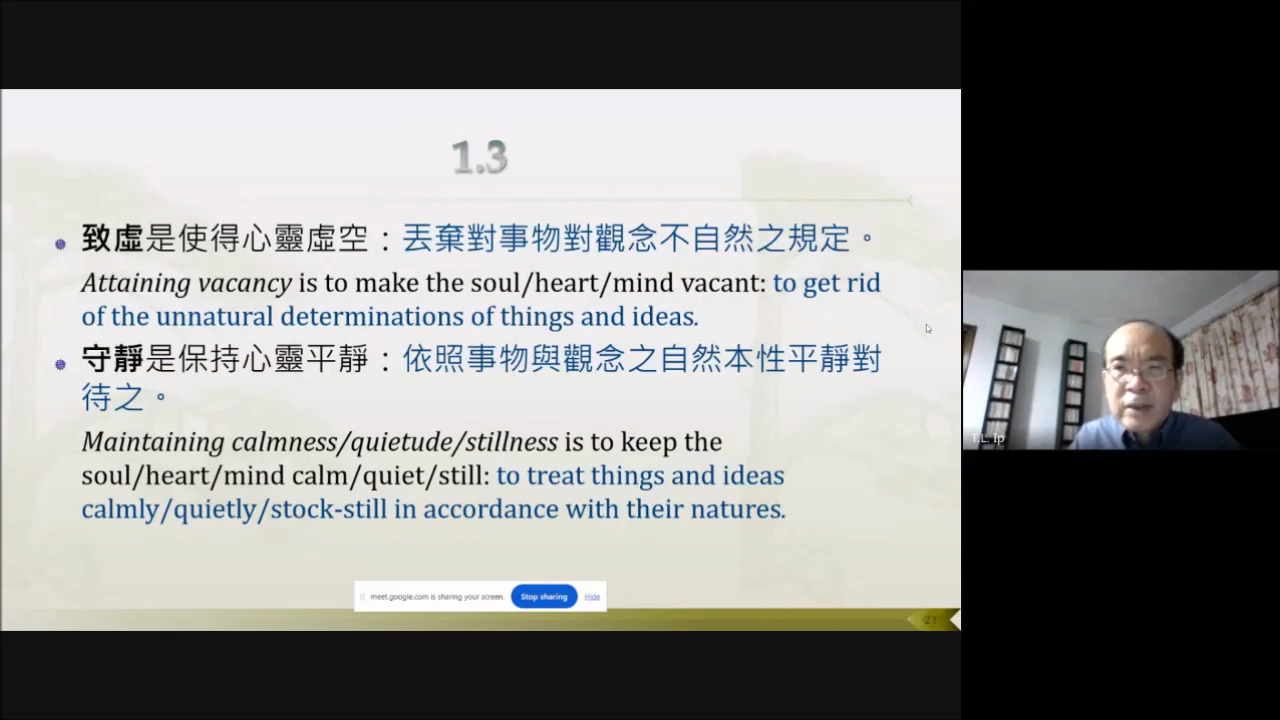 1.3
致虛是使得心靈虛空：丟棄對事物對觀念不自然之規定。
Attaining vacancy is to make the soul/heart/mind vacant: to get rid
of the unnatural determinations of things and ideas.
守靜是保持心靈平靜：依照事物與觀念之自然本性平靜對
待之。
Maintaining calmness/quietude/stillness is to keep the
soul/heart/mind calm/quiet/still: to treat things and ideas
calmly/quietly/stock-still in accordance with their natures.
T.L. Ip
meet.google.com is sharing your screen. Stop sharing Hide
21